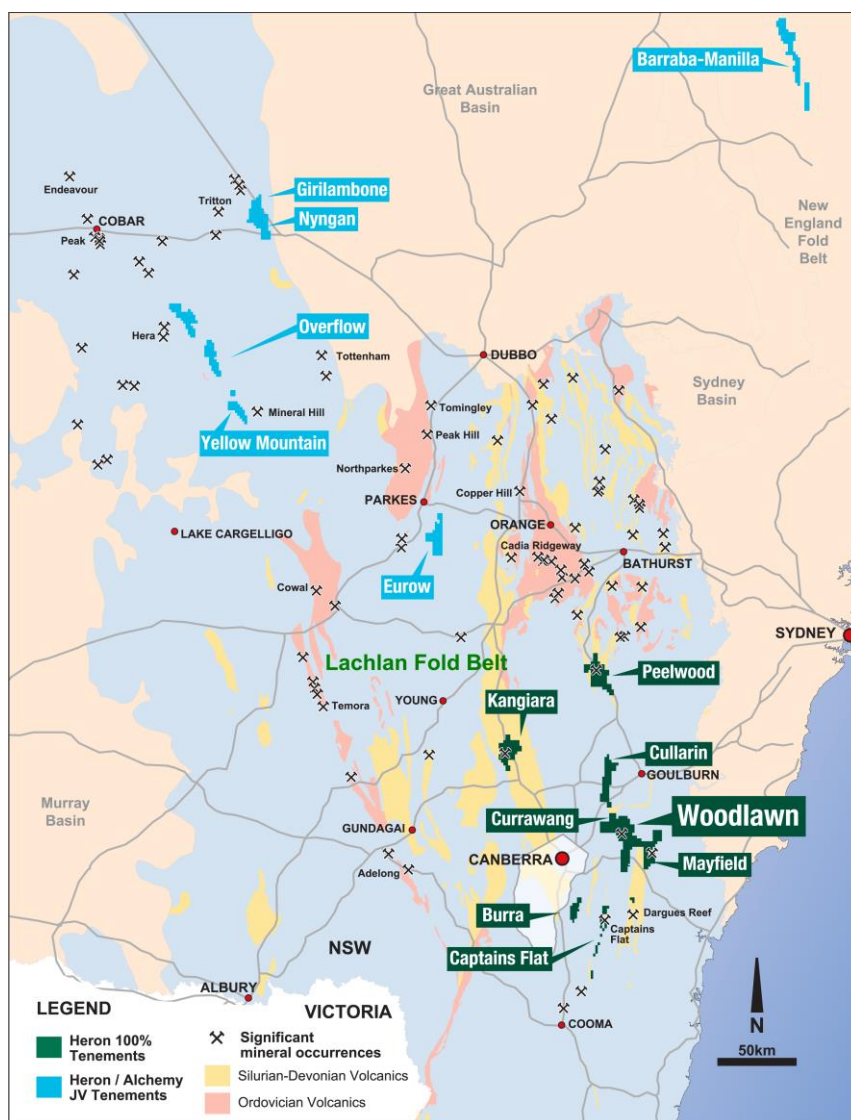 Barraba-Manilla
Great Australian
Basin
Endeavour
Tritton
Girilambone
Nyngan
COBAR
Peak
New
England
Fold
Belt
Hera
Overflow
Tottenham
DUBBO
Sydney
Basin
Mineral Hill
Yellow Mountain
Tomingley
Peak Hill
Northparkes
Copper Hill
PARKES
LAKE CARGELLIGO
ORANGE
Cadia Ridgeway
BATHURST
Eurow
Cowal
SYDNEY
Lachlan Fold Belt
Peelwood
Temora
YOUNG
Kangiara
Cullarin
GOULBURN
Murray
Basin
Currawang
Woodlawn
GUNDAGAI
CANBERRA
Mayfield
Adelong
Burra
Dargues Reef
Captains
Flat
NSW
Captains Flat
ALBURY
VICTORIA
COOMA
LEGEND
Heron 100%
Tenements
Heron / Alchemy
JV Tenements
Significant
mineral occurrences
Silurian-Devonian Volcanics
Ordovician Volcanics
N
50km